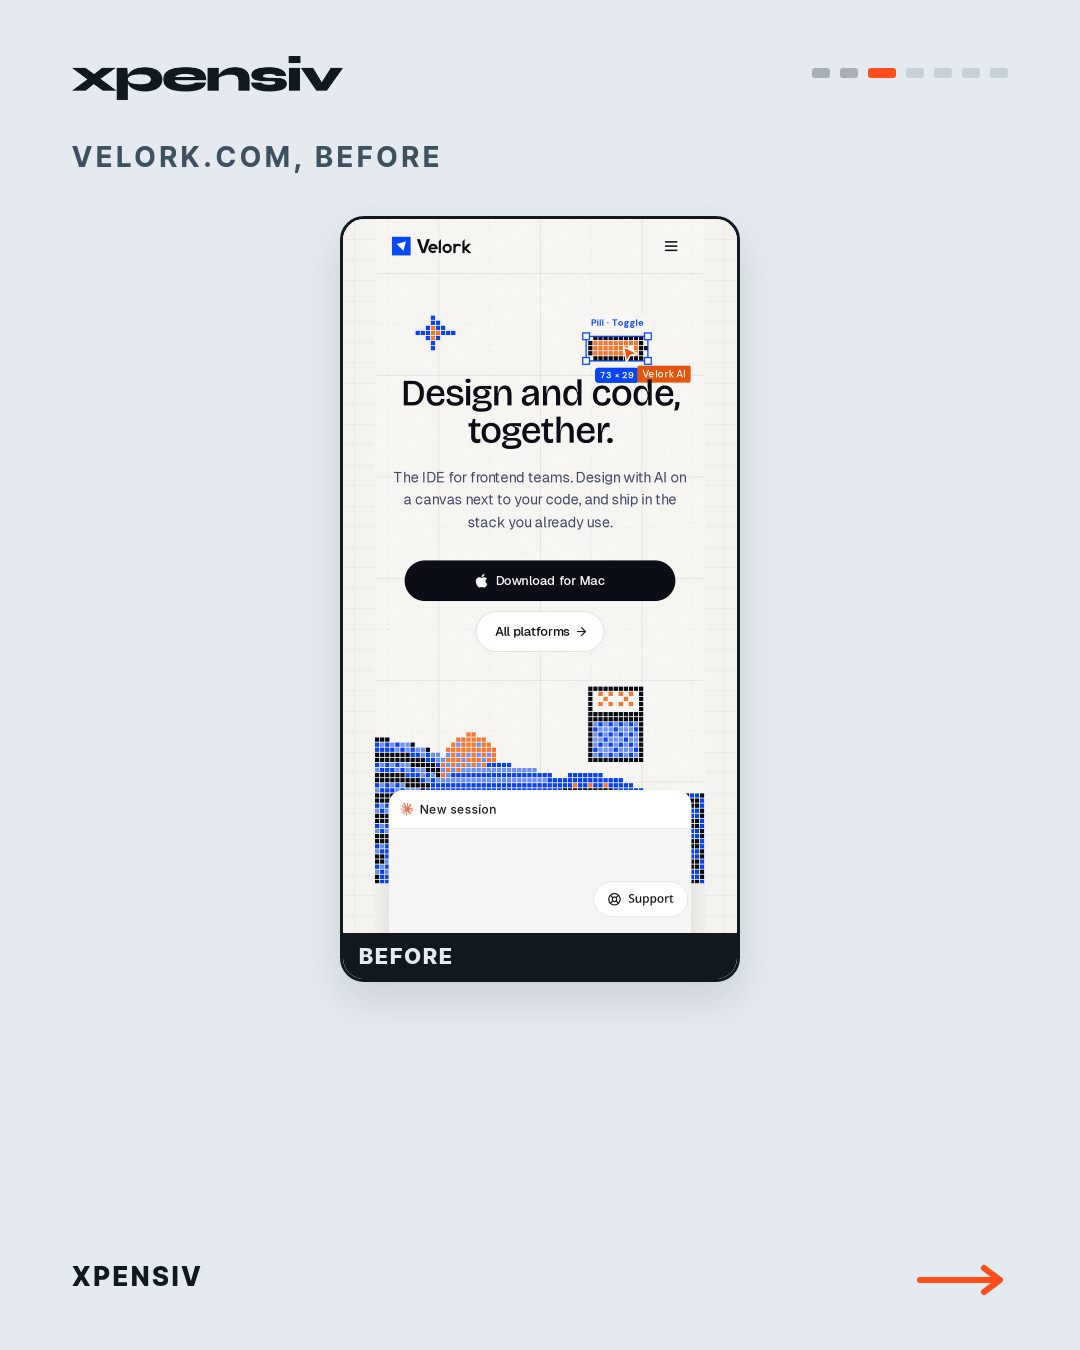 xpensiv
VELORK.COM, BEFORE
Velork
Pill · Toggle
73 × 29
Velork AI
Design and code,
together.
The IDE for frontend teams. Design with AI on
a canvas next to your code, and ship in the
stack you already use.
Download for Mac
All platforms →
New session
Support
BEFORE
XPENSIV